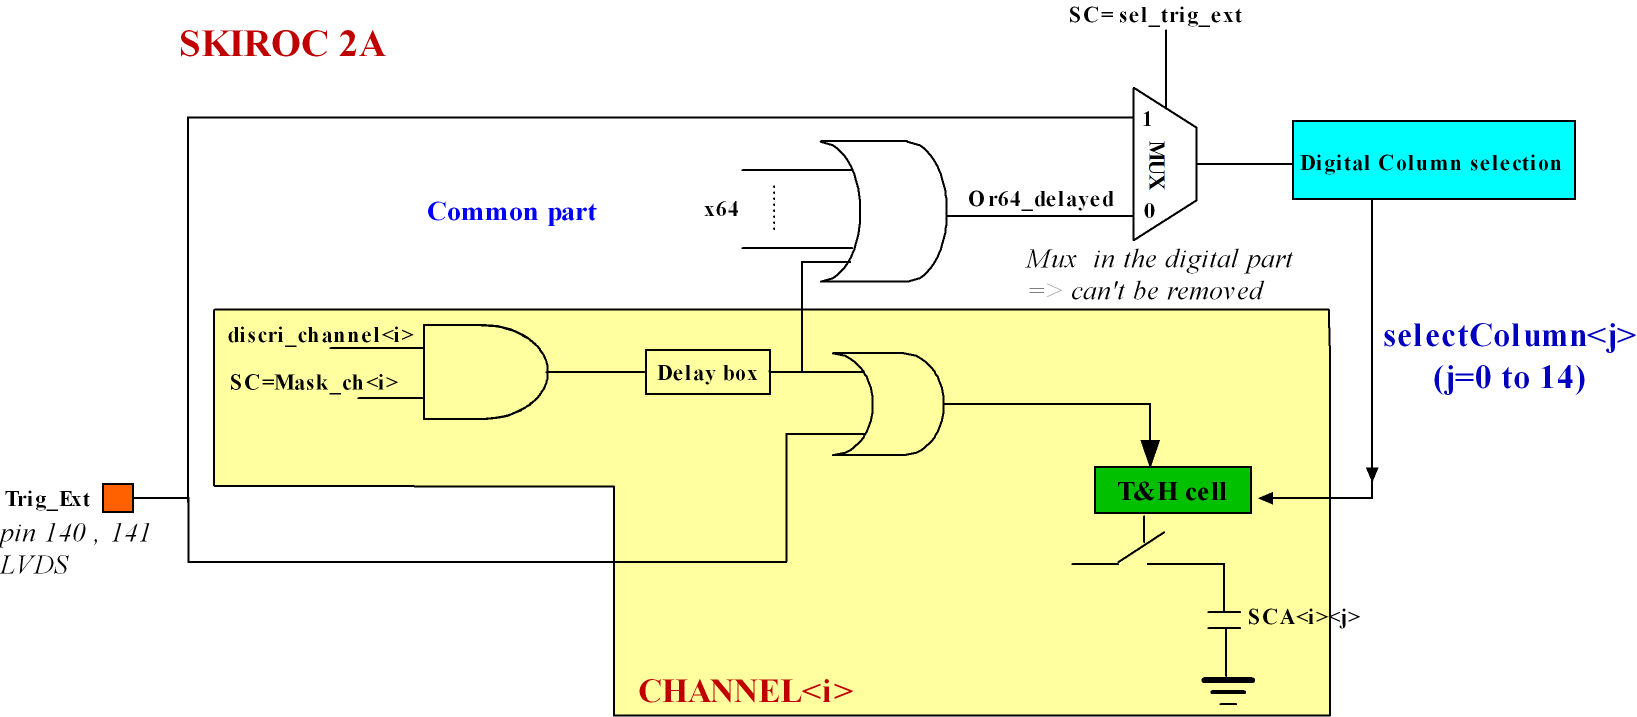 SC= sel_trig_ext
SKIROC 2A
1
MUX
Digital Column selection
Common part
x64
Or64_delayed
0
Mux in the digital part
=> can't be removed
discri_channel<i>
SC=Mask_ch<i>
Delay box
selectColumn<j>
(j=0 to 14)
Trig_Ext
pin 140 , 141
LVDS
T&H cell
SCA<i><j>
CHANNEL<i>